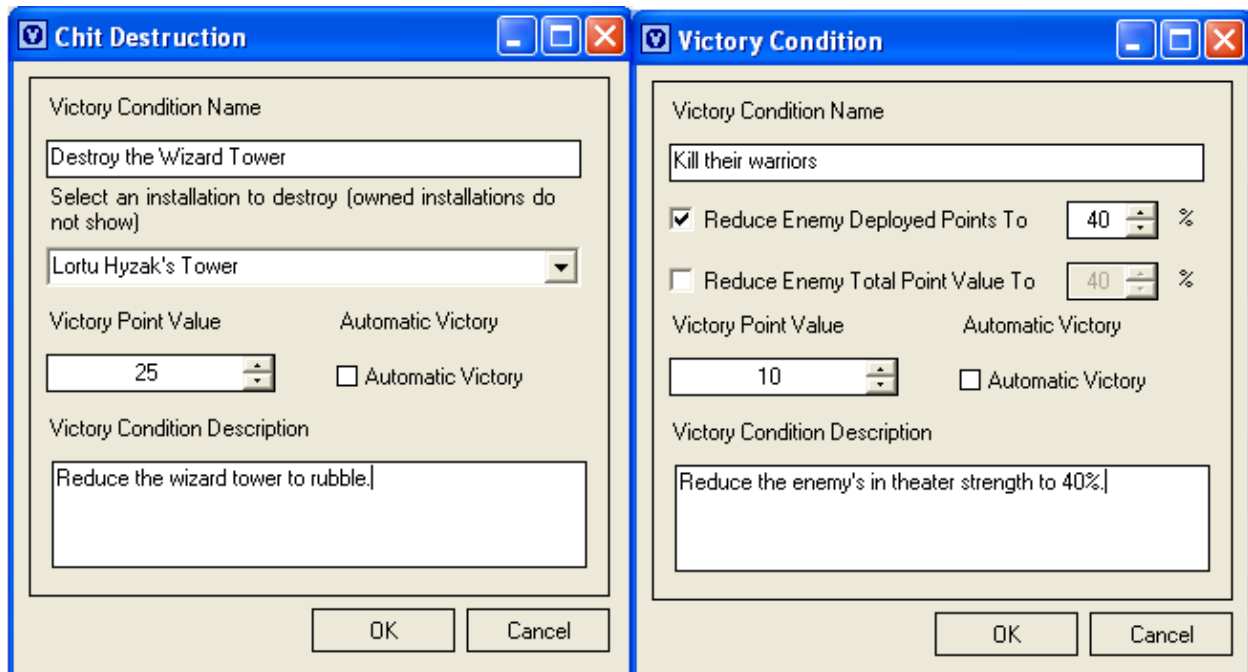 Chit Destruction
Victory Condition Name
Destroy the Wizard Tower
Select an installation to destroy (owned installations do
not show)
Lortu Hyzak's Tower
Victory Point Value
Automatic Victory
25
Automatic Victory
Victory Condition Description
Reduce the wizard tower to rubble.
OK
Cancel
Victory Condition
Victory Condition Name
Kill their warriors
Reduce Enemy Deployed Points To 40 %
Reduce Enemy Total Point Value To 40 %
Victory Point Value
Automatic Victory
10
Automatic Victory
Victory Condition Description
Reduce the enemy's in theater strength to 40%.
OK
Cancel